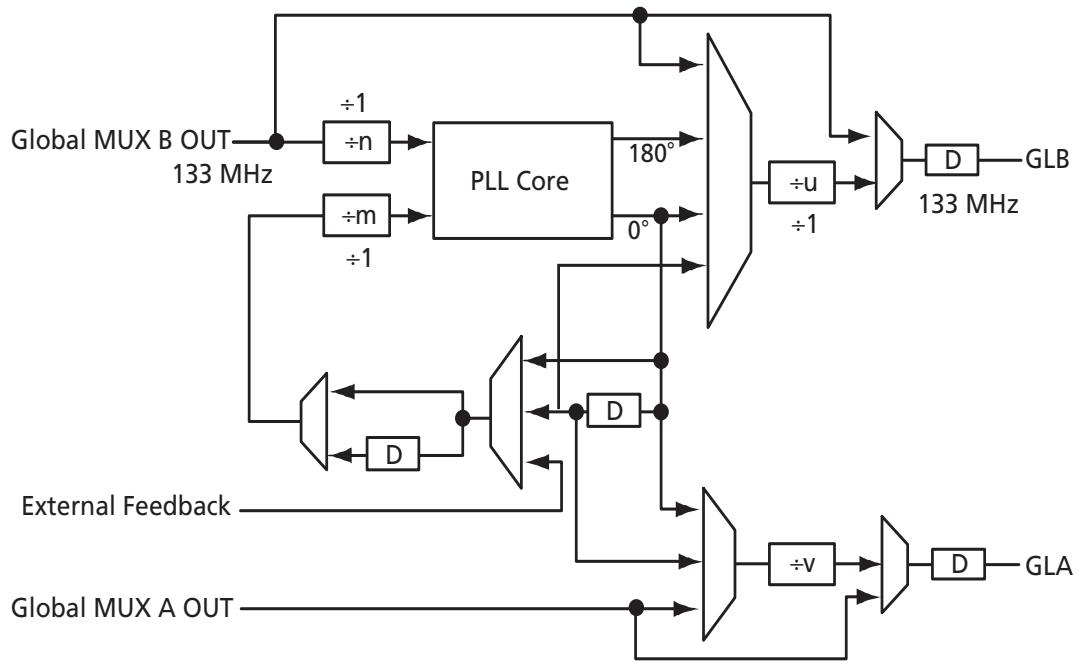 ÷1
Global MUX B OUT
÷n
133 MHz
÷m
÷1
PLL Core
180°
0°
÷u
÷1
D
GLB
133 MHz
D
D
External Feedback
÷v
D
GLA
Global MUX A OUT